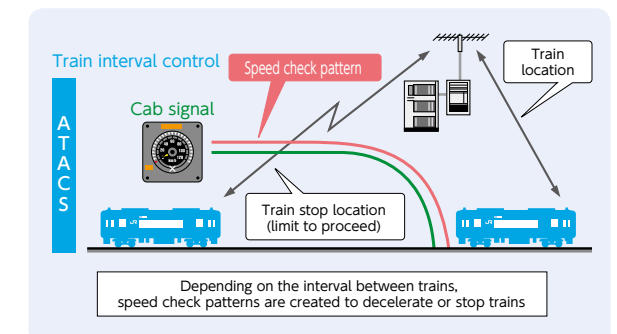 Train interval control
Speed check pattern
Train
location
Cab signal
ATACS
Train stop location
(limit to proceed)
Depending on the interval between trains,
speed check patterns are created to decelerate or stop trains